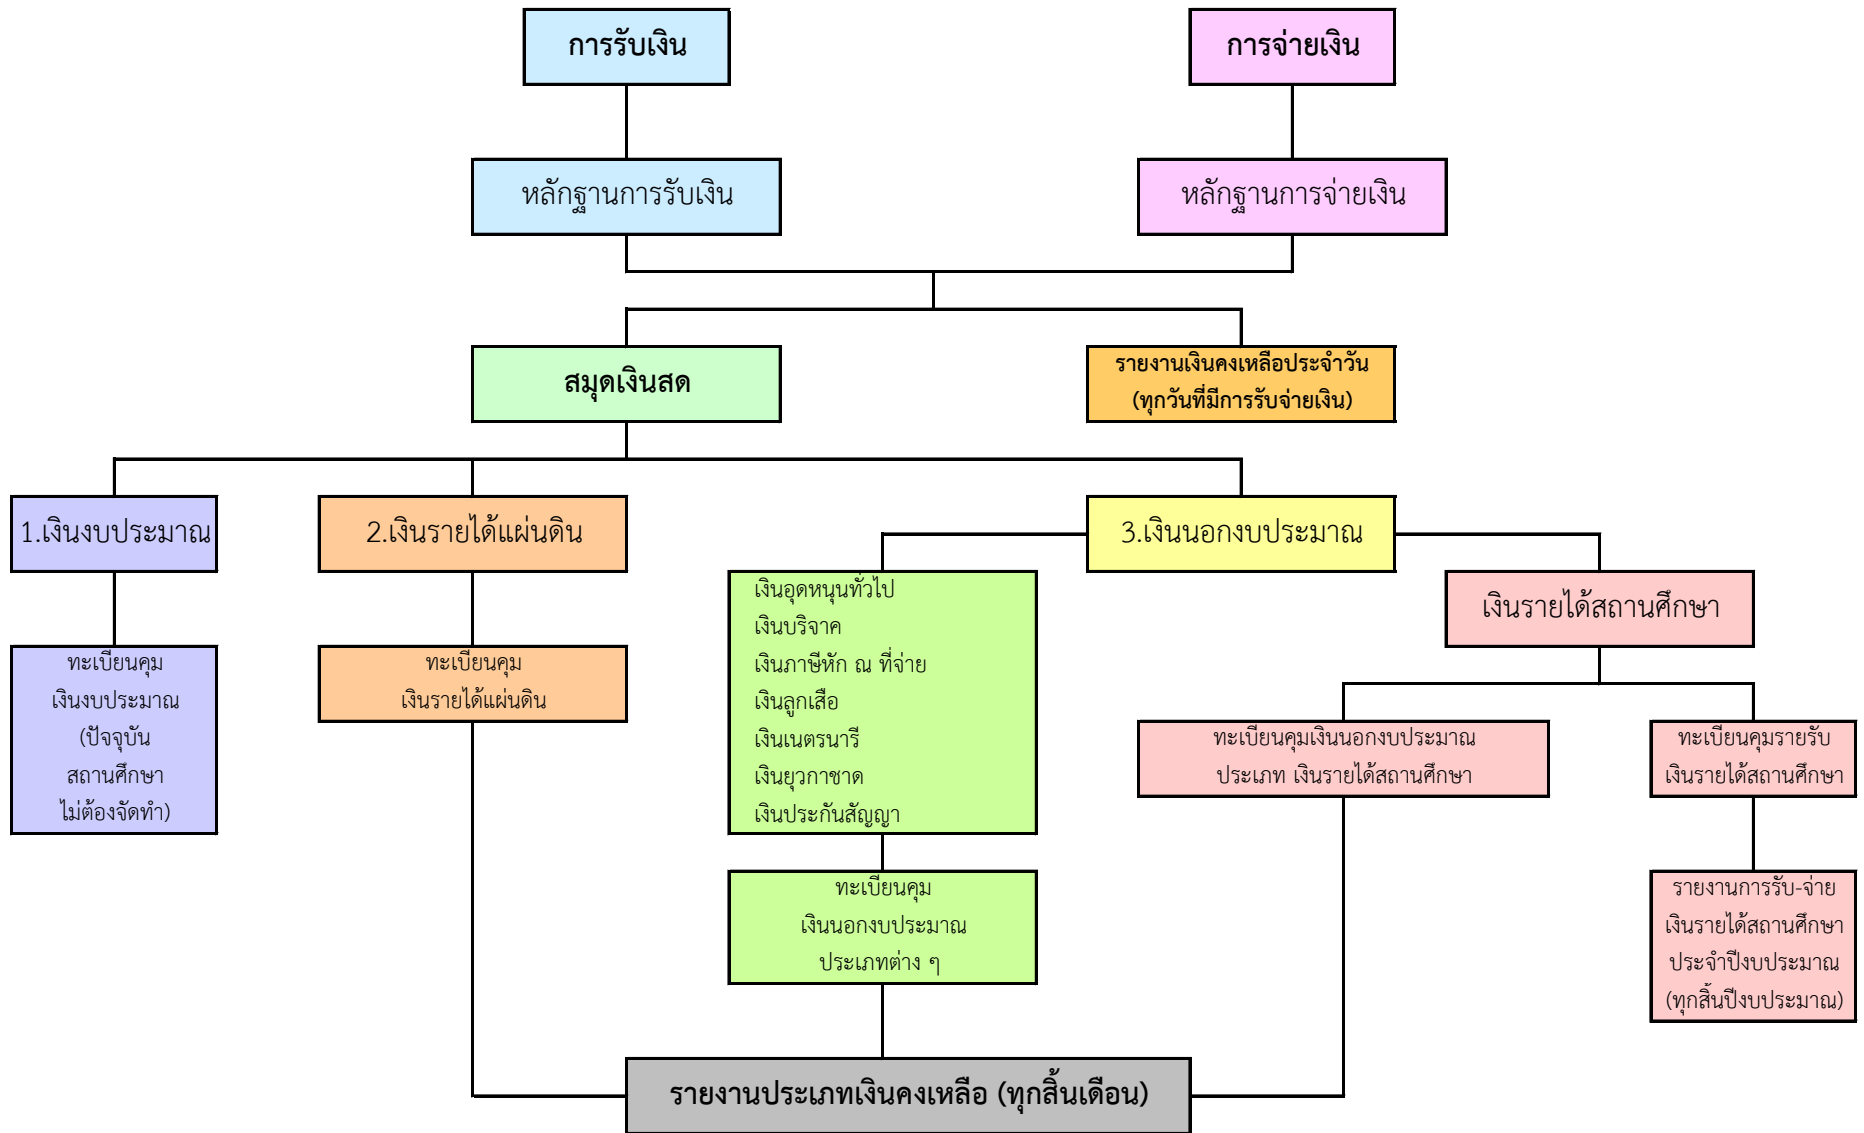 การรับเงิน
การจ่ายเงิน
หลักฐานการรับเงิน
หลักฐานการจ่ายเงิน
สมุดเงินสด
รายงานเงินคงเหลือประจำวัน
(ทุกวันที่มีการรับจ่ายเงิน)
1.เงินงบประมาณ
2.เงินรายได้แผ่นดิน
3.เงินนอกงบประมาณ
ทะเบียนคุม
เงินงบประมาณ
(ปัจจุบัน
สถานศึกษา
ไม่ต้องจัดทำ)
ทะเบียนคุม
เงินรายได้แผ่นดิน
เงินอุดหนุนทั่วไป
เงินบริจาค
เงินภาษีหัก ณ ที่จ่าย
เงินลูกเสือ
เงินเนตรนารี
เงินยุวกาชาด
เงินประกันสัญญา
ทะเบียนคุม
เงินนอกงบประมาณ
ประเภทต่าง ๆ
เงินรายได้สถานศึกษา
ทะเบียนคุมเงินนอกงบประมาณ
ประเภท เงินรายได้สถานศึกษา
ทะเบียนคุมรายรับ
เงินรายได้สถานศึกษา
รายงานการรับ-จ่าย
เงินรายได้สถานศึกษา
ประจำปีงบประมาณ
(ทุกสิ้นปีงบประมาณ)
รายงานประเภทเงินคงเหลือ (ทุกสิ้นเดือน)